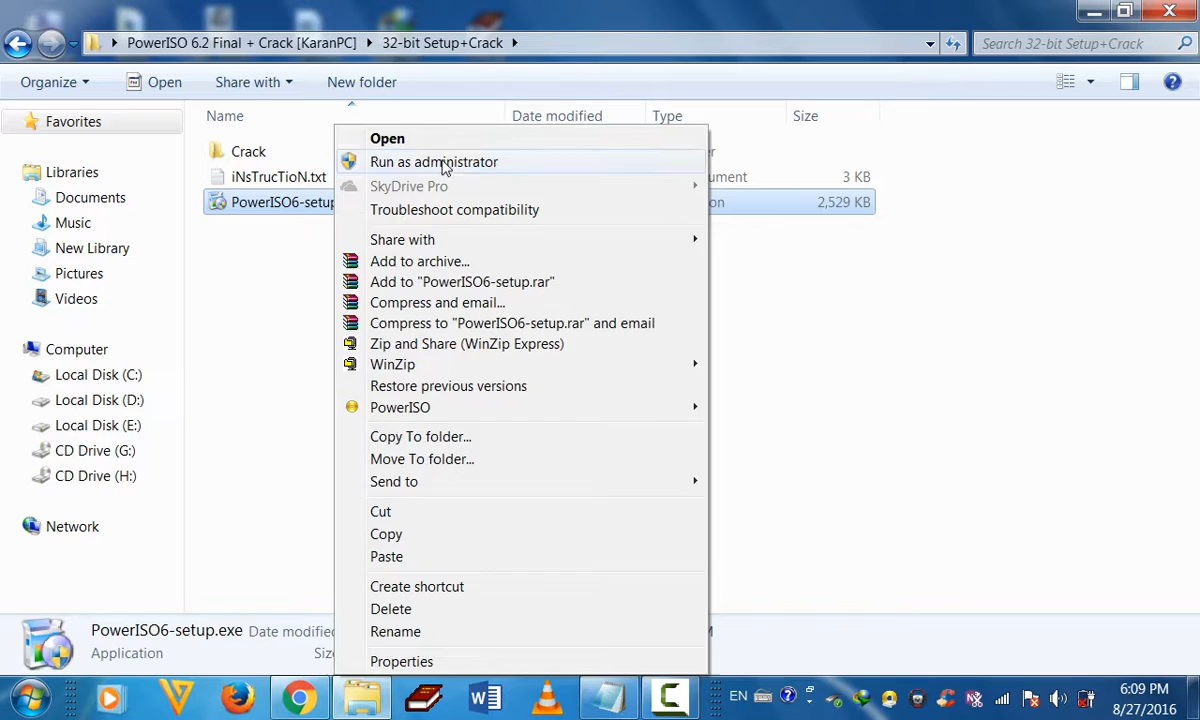 PowerISO 6.2 Final + Crack [KaranPC] 32-bit Setup+Crack
Search 32-bit Setup+Crack
Organize Open Share with New folder
Name Date modified Type Size
Favorites
Libraries
Documents
Music
New Library
Pictures
Videos
Computer
Local Disk (C:)
Local Disk (D:)
Local Disk (E:)
CD Drive (G:)
CD Drive (H:)
Network
Crack
iNsTrucTioN.txt 3 KB
PowerISO6-setup 2,529 KB
Open
Run as administrator
SkyDrive Pro
Troubleshoot compatibility
Share with
Add to archive...
Add to "PowerISO6-setup.rar"
Compress and email...
Compress to "PowerISO6-setup.rar" and email
Zip and Share (WinZip Express)
WinZip
Restore previous versions
PowerISO
Copy To folder...
Move To folder...
Send to
Cut
Copy
Paste
Create shortcut
Delete
Rename
Properties
PowerISO6-setup.exe Date modified
Application
EN
6:09 PM
8/27/2016